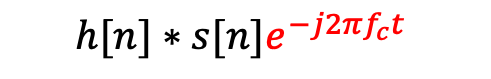 h[n] ∗ s[n]e^{−j2πf_c t}